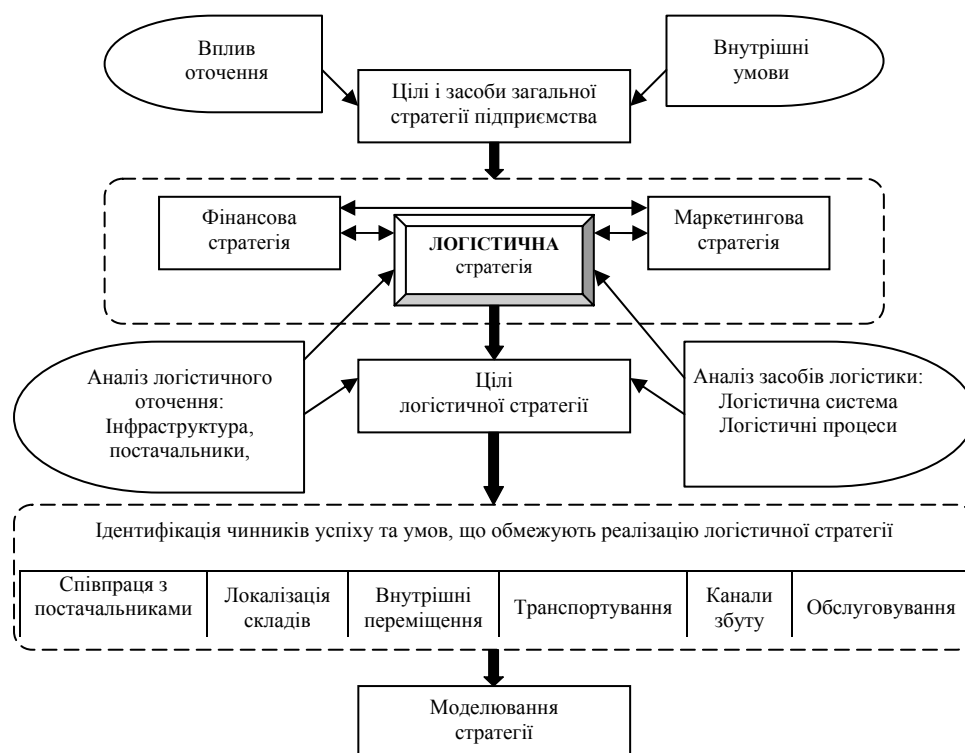 Вплив
оточення
Внутрішні
умови
Цілі і засоби загальної
стратегії підприємства
Фінансова
стратегія
ЛОГІСТИЧНА
стратегія
Маркетингова
стратегія
Аналіз логістичного
оточення:
Інфраструктура,
постачальники,
Цілі
логістичної стратегії
Аналіз засобів логістики:
Логістична система
Логістичні процеси
Ідентифікація чинників успіху та умов, що обмежують реалізацію логістичної стратегії
Співпраця з
постачальниками
Локалізація
складів
Внутрішні
переміщення
Транспортування
Канали
збуту
Обслуговування
Моделювання
стратегії